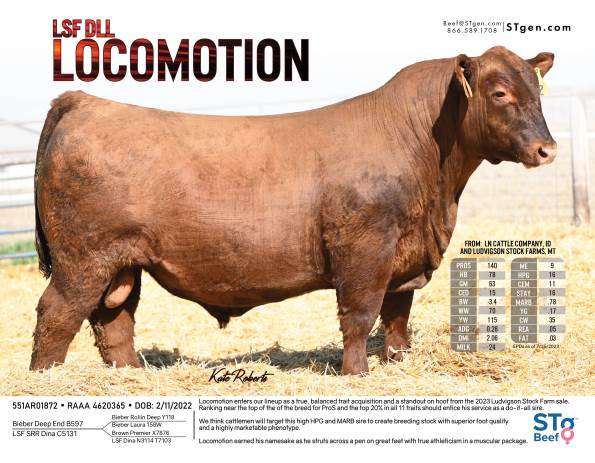 LSF DLL
LOCOMOTION
Beef@STgen.com
866.589.1708
STgen.com
FROM: LN CATTLE COMPANY, ID
AND LUDVIGSON STOCK FARMS, MT
PROS 140 ME 9
HB 78 HPG 16
GM 63 CEM 11
CED 15 STAY 16
BW -3.4 MARB .78
WW 70 YG .17
YW 115 CW 35
ADG 0.28 REA .05
DMI 2.06 FAT .03
MILK 24
Kate Roberts
551AR01872 • RAAA 4620365 • DOB: 2/11/2022
Bieber Deep End B597
LSF SRR Dina C5131
Bieber Rollin Deep Y118
Bieber Laura 158W
Brown Premier X7876
LSF Dina N3114 T7103
Locomotion enters our lineup as a true, balanced trait acquisition and a standout on hoof from the 2023 Ludvigson Stock Farm sale.
Ranking near the top of the of the breed for ProS and the top 20% in all 11 traits should entice his service as a do-it-all sire.
We think cattlemen will target this high HPG and MARB sire to create breeding stock with superior foot quality
and a highly marketable phenotype.
Locomotion earned his namesake as he struts across a pen on great feet with true athleticism in a muscular package.
STg
Beef